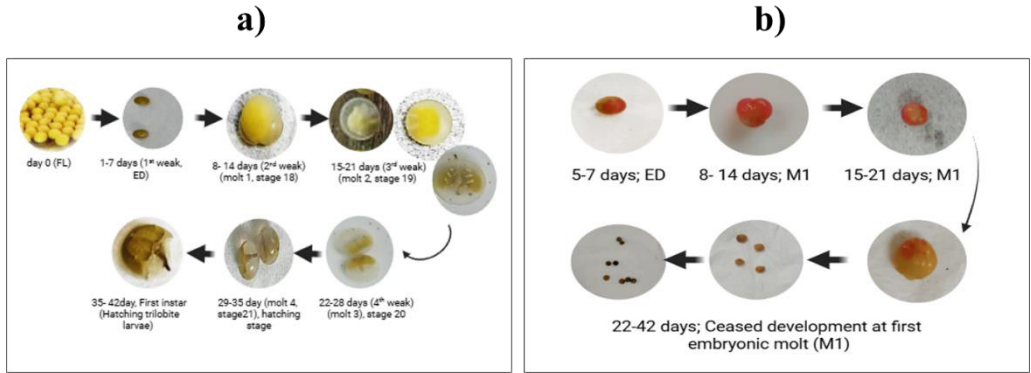 a)
b)
day 0 (FL)
1-7 days (1st weak,
ED)
8- 14 days (2nd weak)
(molt 1, stage 18)
15-21 days (3rd weak)
(molt 2, stage 19)
35- 42day, First instar
(Hatching trilobite
larvae)
29-35 day (molt 4,
stage21), hatching
stage
22-28 days (4th weak)
(molt 3), stage 20
5-7 days; ED
8- 14 days; M1
15-21 days; M1
22-42 days; Ceased development at first
embryonic molt (M1)